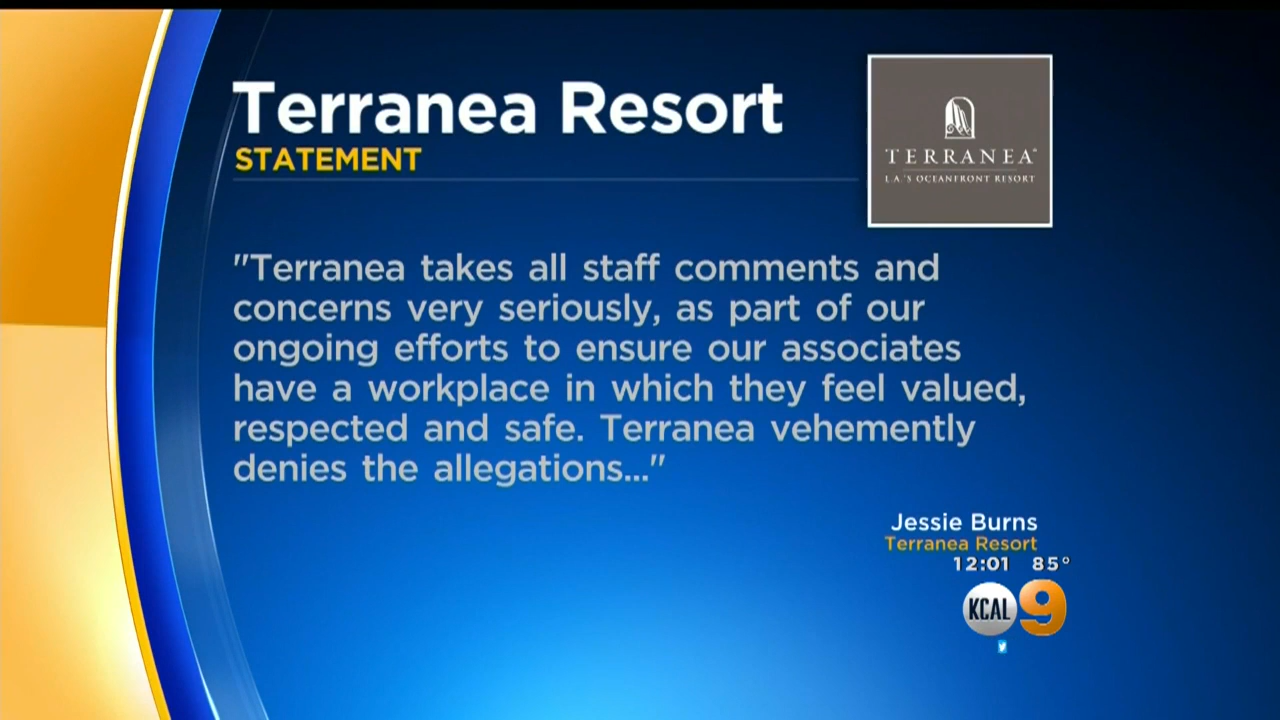 Terranea Resort
STATEMENT
TERRANEA
L.A.'S OCEANFRONT RESORT
"Terranea takes all staff comments and
concerns very seriously, as part of our
ongoing efforts to ensure our associates
have a workplace in which they feel valued,
respected and safe. Terranea vehemently
denies the allegations..."
Jessie Burns
Terranea Resort
12:01 85°
KCAL 9